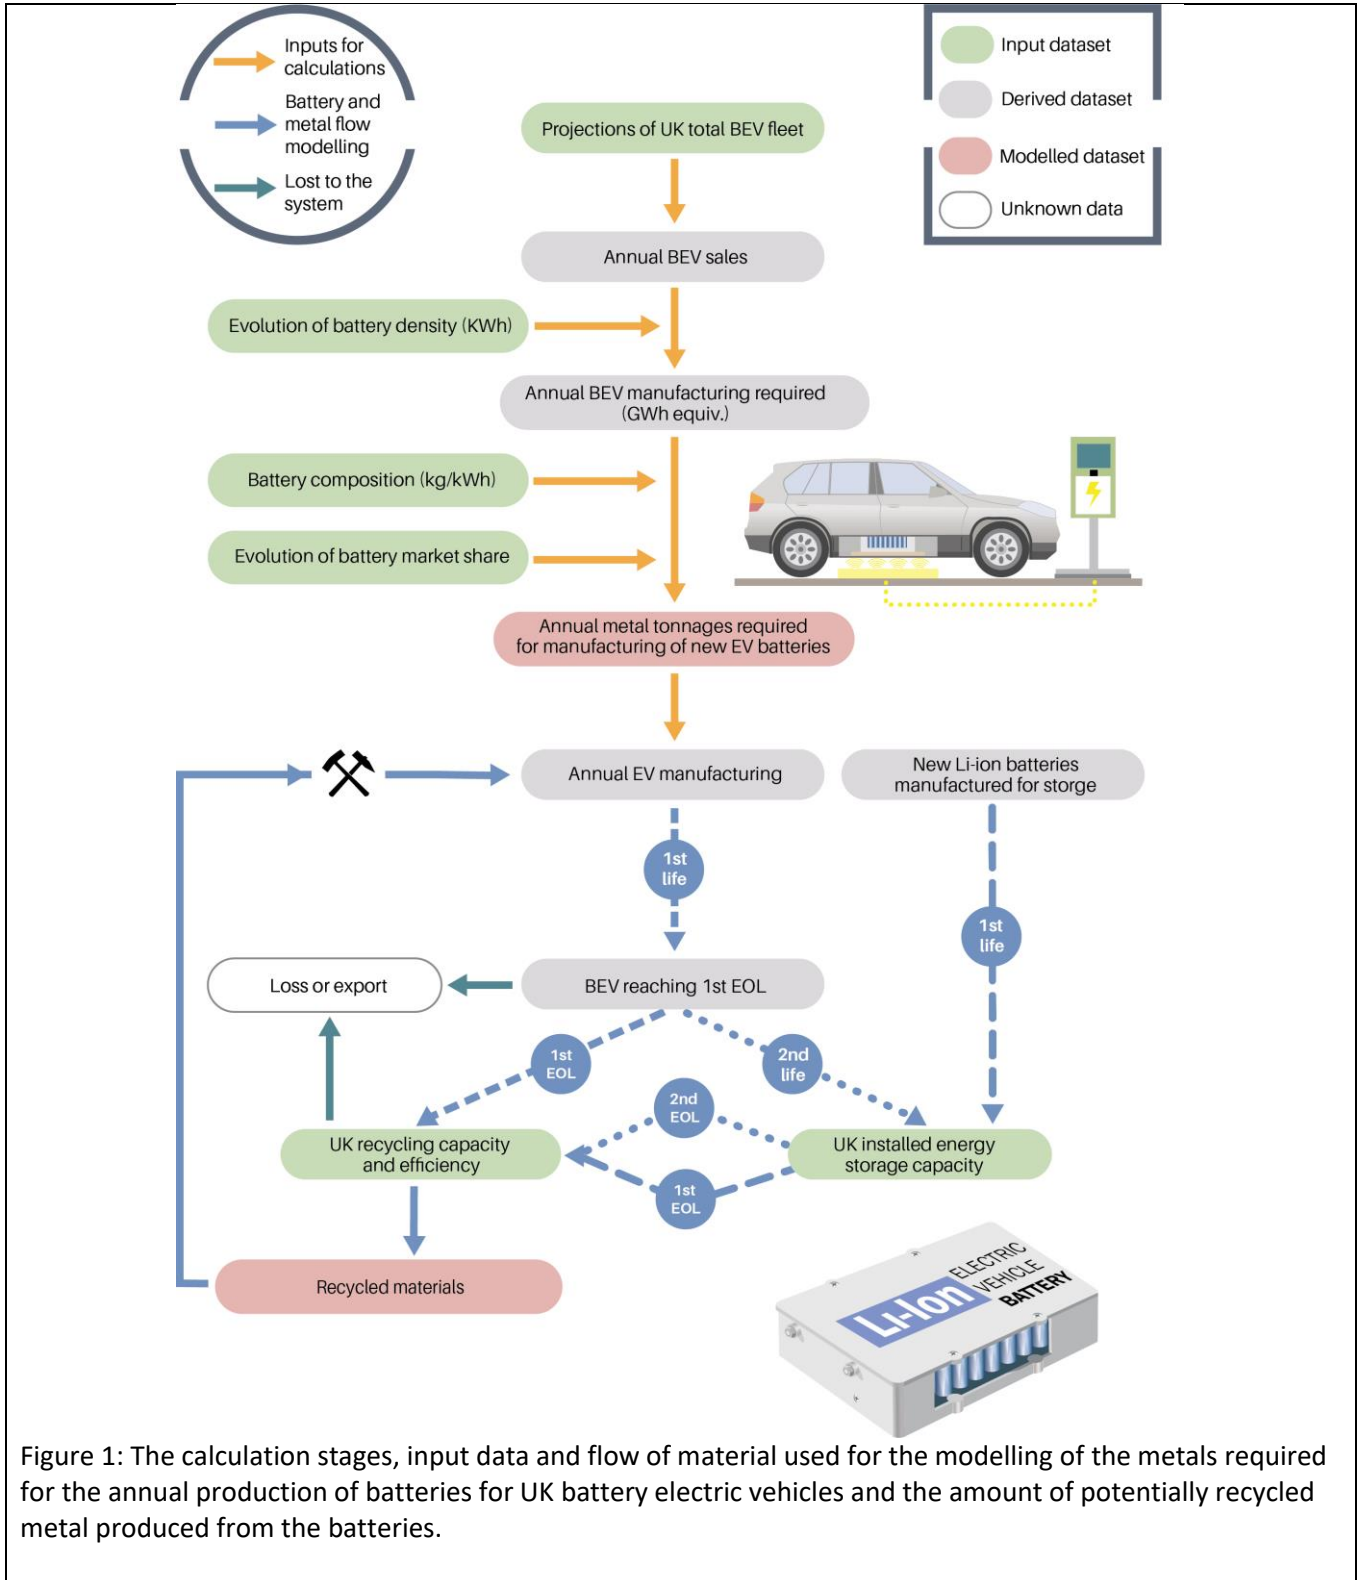 Inputs for
calculations
Battery and
metal flow
modelling
Lost to the
system
Input dataset
Derived dataset
Modelled dataset
Unknown data
Projections of UK total BEV fleet
Annual BEV sales
Evolution of battery density (KWh)
Annual BEV manufacturing required
(GWh equiv.)
Battery composition (kg/kWh)
Evolution of battery market share
Annual metal tonnages required
for manufacturing of new EV batteries
Annual EV manufacturing
New Li-ion batteries
manufactured for storge
1st
life
1st
life
Loss or export
BEV reaching 1st EOL
1st
EOL
2nd
life
2nd
EOL
UK recycling capacity
and efficiency
UK installed energy
storage capacity
1st
EOL
Recycled materials
Li-Ion
ELECTRIC
VEHICLE
BATTERY
Figure 1: The calculation stages, input data and flow of material used for the modelling of the metals required
for the annual production of batteries for UK battery electric vehicles and the amount of potentially recycled
metal produced from the batteries.